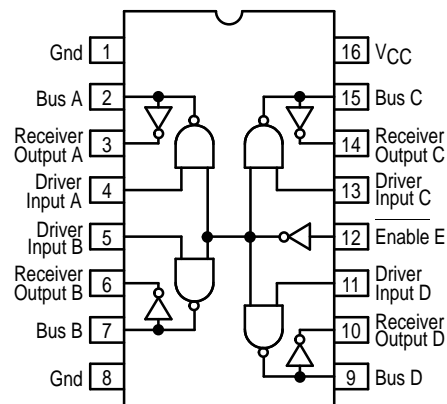 Gnd 1
Bus A 2
Receiver
Output A 3
Driver
Input A 4
Driver
Input B 5
Receiver
Output B 6
Bus B 7
Gnd 8
16 VCC
15 Bus C
14 Receiver
Output C
13 Driver
Input C
12 Enable E
11 Driver
Input D
10 Receiver
Output D
9 Bus D